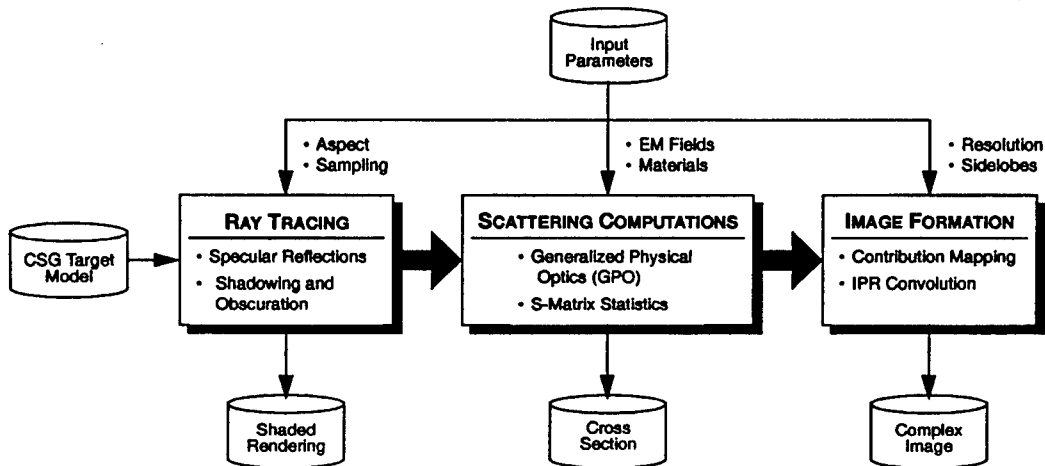 Input
Parameters
• Aspect
• Sampling
• EM Fields
• Materials
• Resolution
• Sidelobes
CSG Target
Model
RAY TRACING
• Specular Reflections
• Shadowing and
Obscuration
SCATTERING COMPUTATIONS
• Generalized Physical
Optics (GPO)
• S-Matrix Statistics
IMAGE FORMATION
• Contribution Mapping
• IPR Convolution
Shaded
Rendering
Cross
Section
Complex
Image